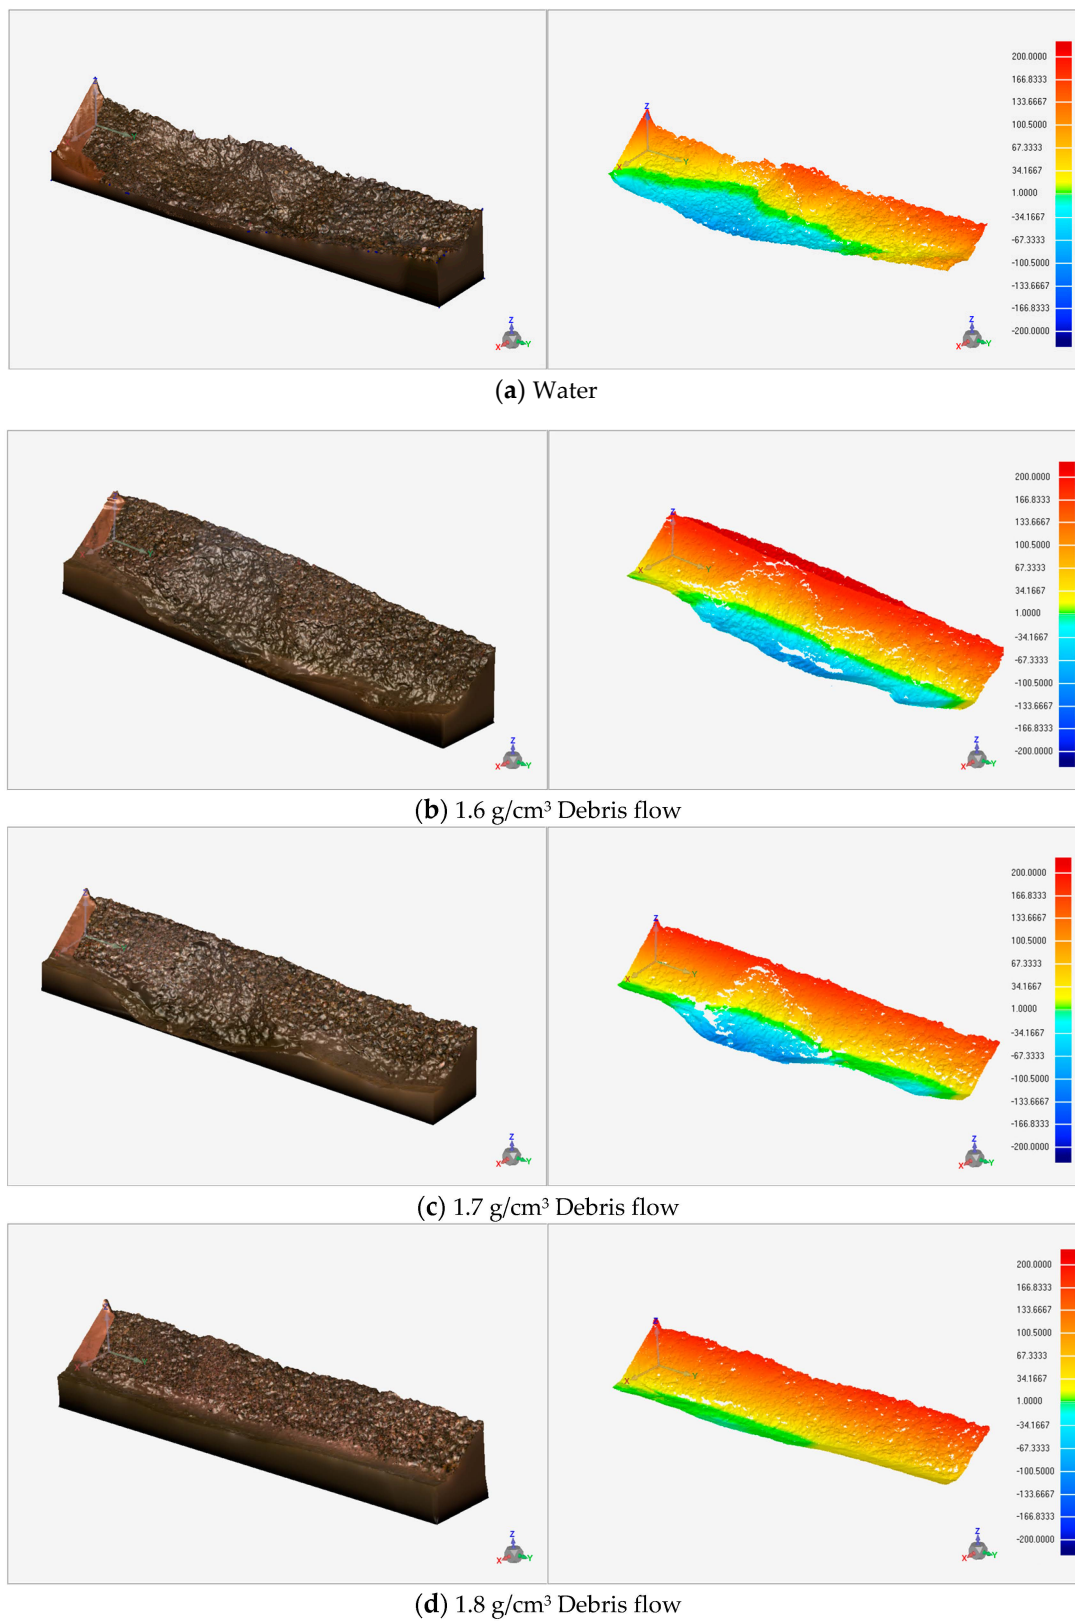 Z
X
Y
200.0000
166.8333
133.6667
100.5000
67.3333
34.1667
1.0000
-34.1667
-67.3333
-100.5000
-133.6667
-166.8333
-200.0000
Z
X Y
Z
X Y
(a) Water
Z
X
Y
200.0000
166.8333
133.6667
100.5000
67.3333
34.1667
1.0000
-34.1667
-67.3333
-100.5000
-133.6667
-166.8333
-200.0000
Z
X Y
Z
X Y
(b) 1.6 g/cm³ Debris flow
Z
X
Y
200.0000
166.8333
133.6667
100.5000
67.3333
34.1667
1.0000
-34.1667
-67.3333
-100.5000
-133.6667
-166.8333
-200.0000
Z
X Y
Z
X Y
(c) 1.7 g/cm³ Debris flow
X
Y
200.0000
166.8333
133.6667
100.5000
67.3333
34.1667
1.0000
-34.1667
-67.3333
-100.5000
-133.6667
-166.8333
-200.0000
Z
X Y
Z
X Y
(d) 1.8 g/cm³ Debris flow